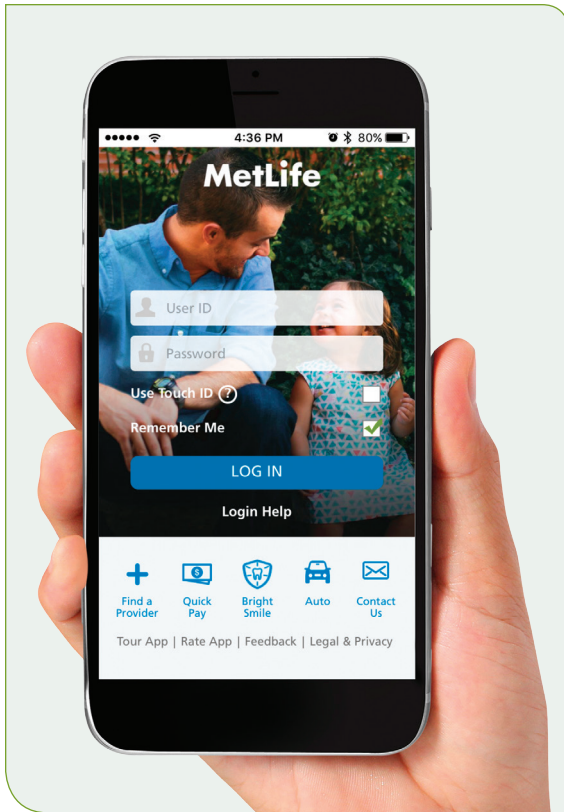 4:36 PM 80%
MetLife
User ID
Password
Use Touch ID ?
Remember Me
LOG IN
Login Help
Find a Provider
Quick Pay
Bright Smile
Auto
Contact Us
Tour App | Rate App | Feedback | Legal & Privacy